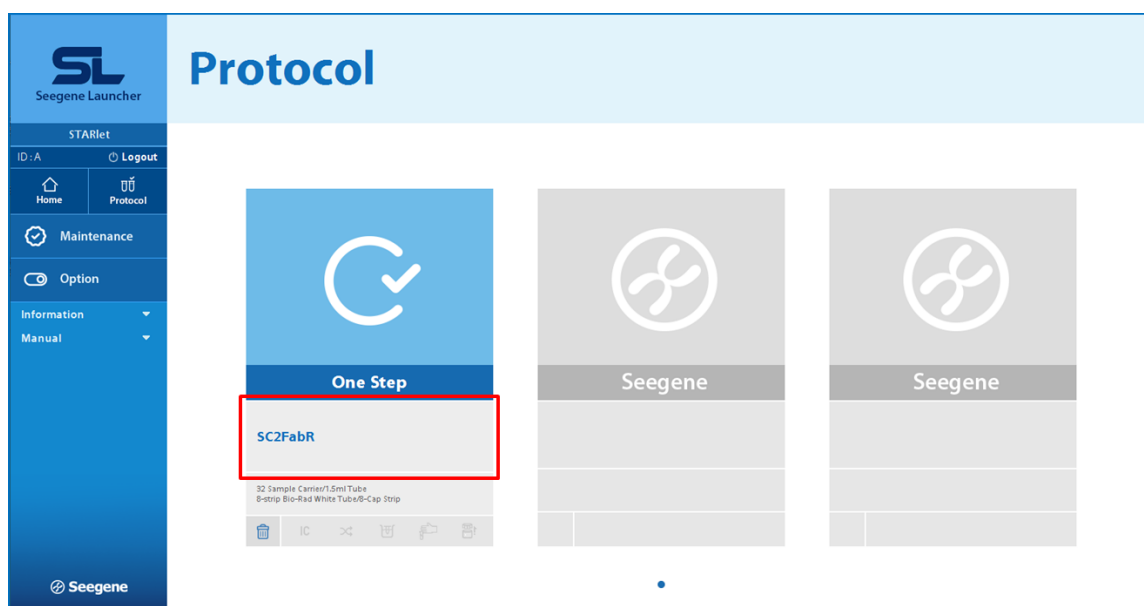 SL
Seegene Launcher
Protocol
STARlet
ID : A
Logout
Home
Protocol
Maintenance
Option
Information
Manual
One Step
SC2FabR
32 Sample Carrier/1.5ml Tube
8-strip Bio-Rad White Tube/8-Cap Strip
IC
Seegene
Seegene
Seegene